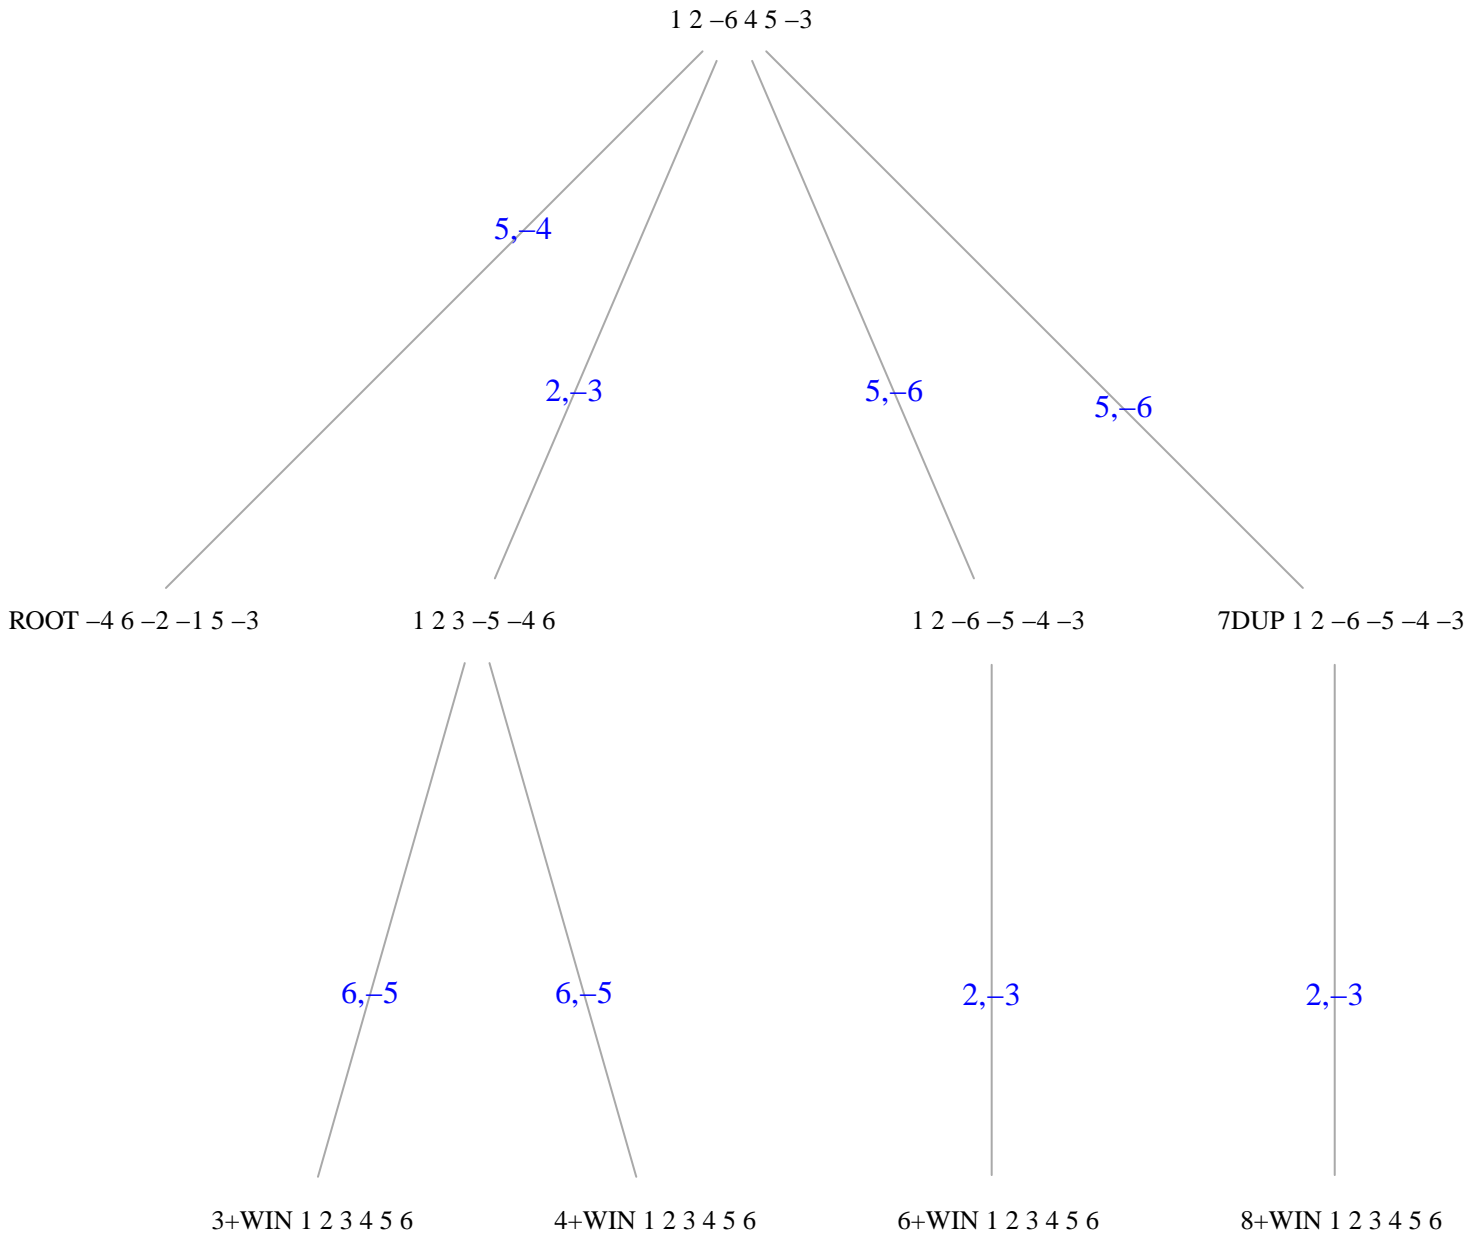 1 2 –6 4 5 –3
5,–4
2,–3
5,–6
5,–6
ROOT –4 6 –2 –1 5 –3
1 2 3 –5 –4 6
1 2 –6 –5 –4 –3
7DUP 1 2 –6 –5 –4 –3
6,–5
6,–5
2,–3
2,–3
3+WIN 1 2 3 4 5 6
4+WIN 1 2 3 4 5 6
6+WIN 1 2 3 4 5 6
8+WIN 1 2 3 4 5 6